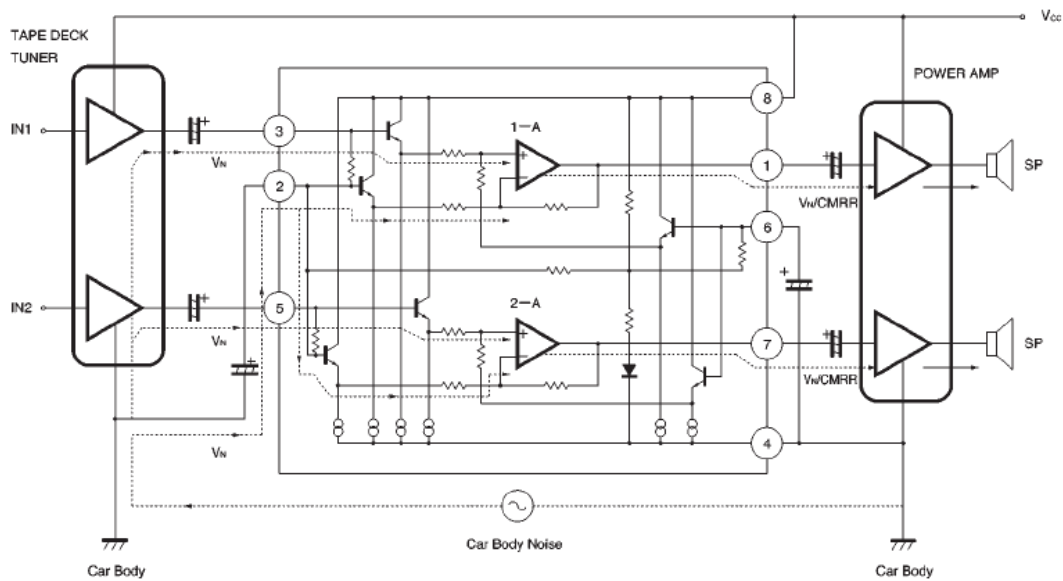 Vcc
TAPE DECK
TUNER
POWER AMP
8
IN1
+
3
1-A
+
−
1
+
SP
VN
2
VN/CMRR
6
+
IN2
+
5
2-A
+
−
7
+
SP
VN
+
VN/CMRR
4
VN
Car Body Noise
Car Body
Car Body